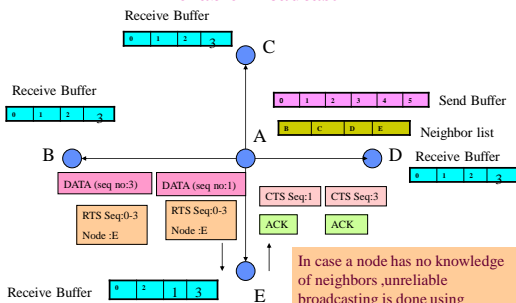 Receive Buffer
0 1 2 3
C
Receive Buffer
0 1 2 3
0 1 2 3 4 5
Send Buffer
B C D E
Neighbor list
A
B
D
Receive Buffer
0 1 2 3
DATA (seq no:3)
DATA (seq no:1)
CTS Seq:1
CTS Seq:3
RTS Seq:0-3
Node :E
RTS Seq:0-3
Node :E
ACK
ACK
In case a node has no knowledge
of neighbors ,unreliable
broadcasting is done using
Receive Buffer
0 2 1 3
E